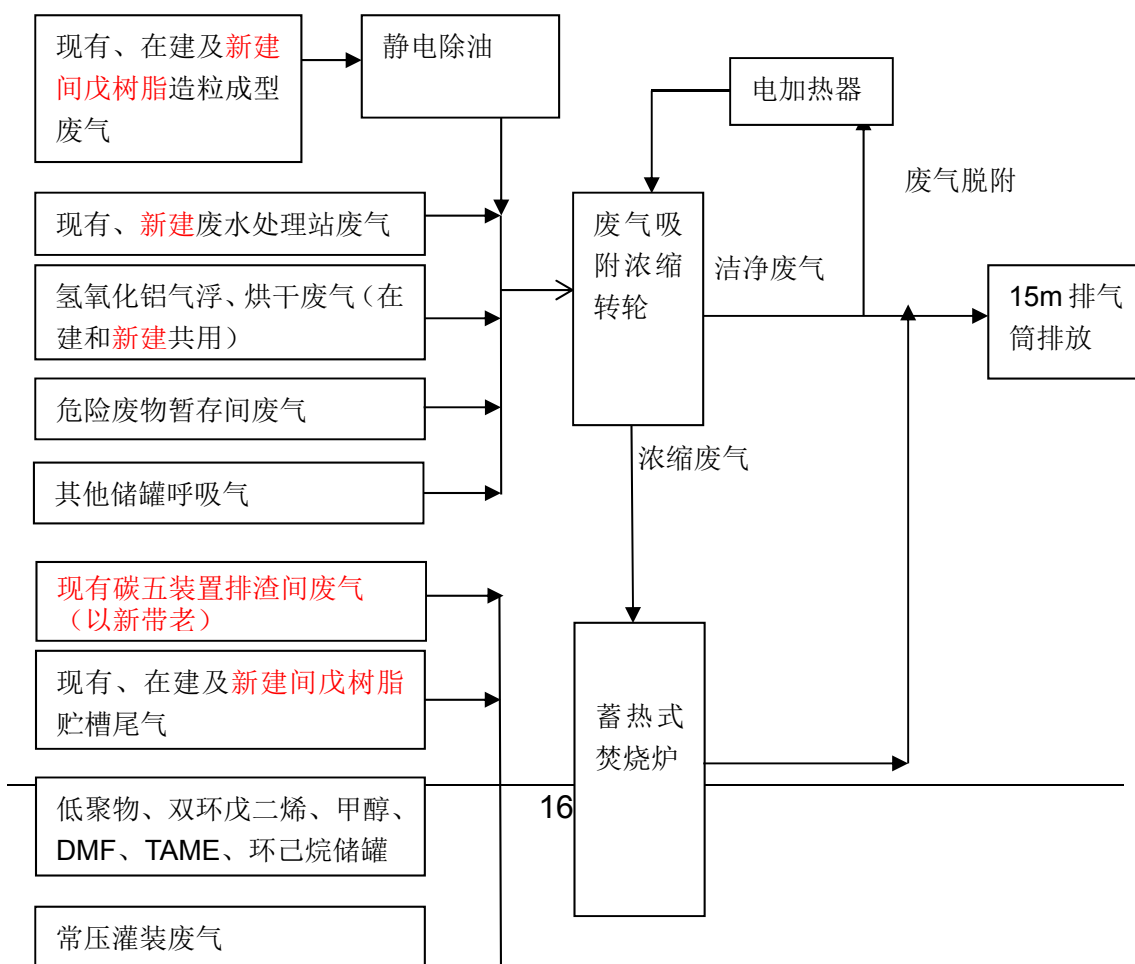 现有、在建及新建
间戊树脂造粒成型
废气
静电除油
电加热器
废气脱附
现有、新建废水处理站废气
废气吸
附浓缩
转轮
洁净废气
氢氧化铝气浮、烘干废气（在
建和新建共用）
15m 排气
筒排放
危险废物暂存间废气
浓缩废气
其他储罐呼吸气
现有碳五装置排渣间废气
（以新带老）
现有、在建及新建间戊树脂
贮槽尾气
蓄热式
焚烧炉
低聚物、双环戊二烯、甲醇、
DMF、TAME、环己烷储罐
16
常压灌装废气